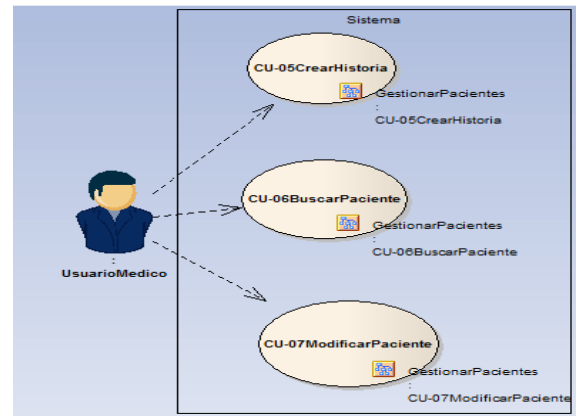 Sistema
CU-05CrearHistoria
GestionarPacientes
:
CU-05CrearHistoria
CU-06BuscarPaciente
GestionarPacientes
:
CU-06BuscarPaciente
:
UsuarioMedico
CU-07ModificarPaciente
GestionarPacientes
:
CU-07ModificarPaciente